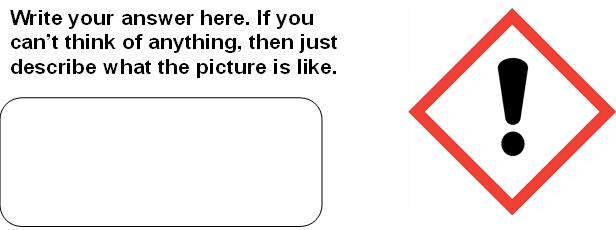 Write your answer here. If you
can't think of anything, then just
describe what the picture is like.